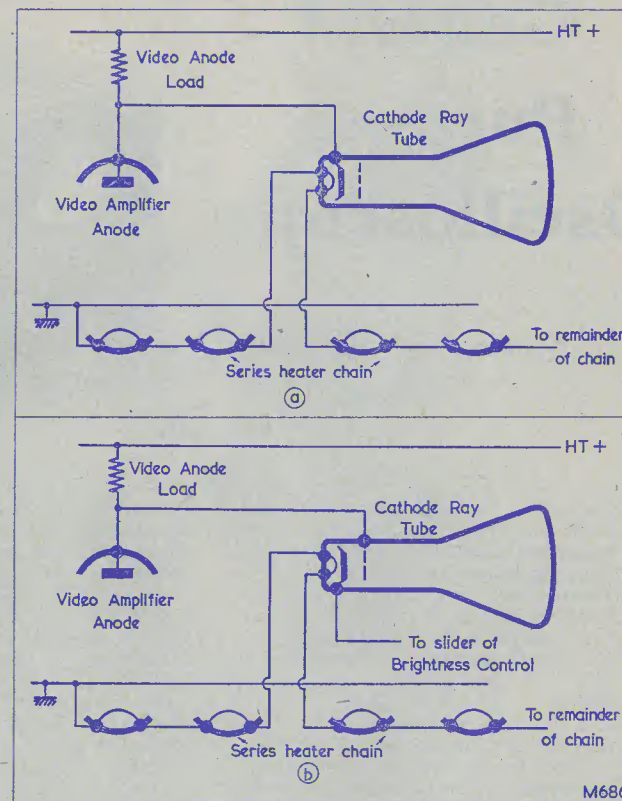 HT +
Video Anode
Load
Cathode Ray
Tube
Video Amplifier
Anode
To remainder
of chain
Series heater chain
a
HT +
Video Anode
Load
Cathode Ray
Tube
Video Amplifier
Anode
To slider of
Brightness Control
To remainder
of chain
Series heater chain
b
M686